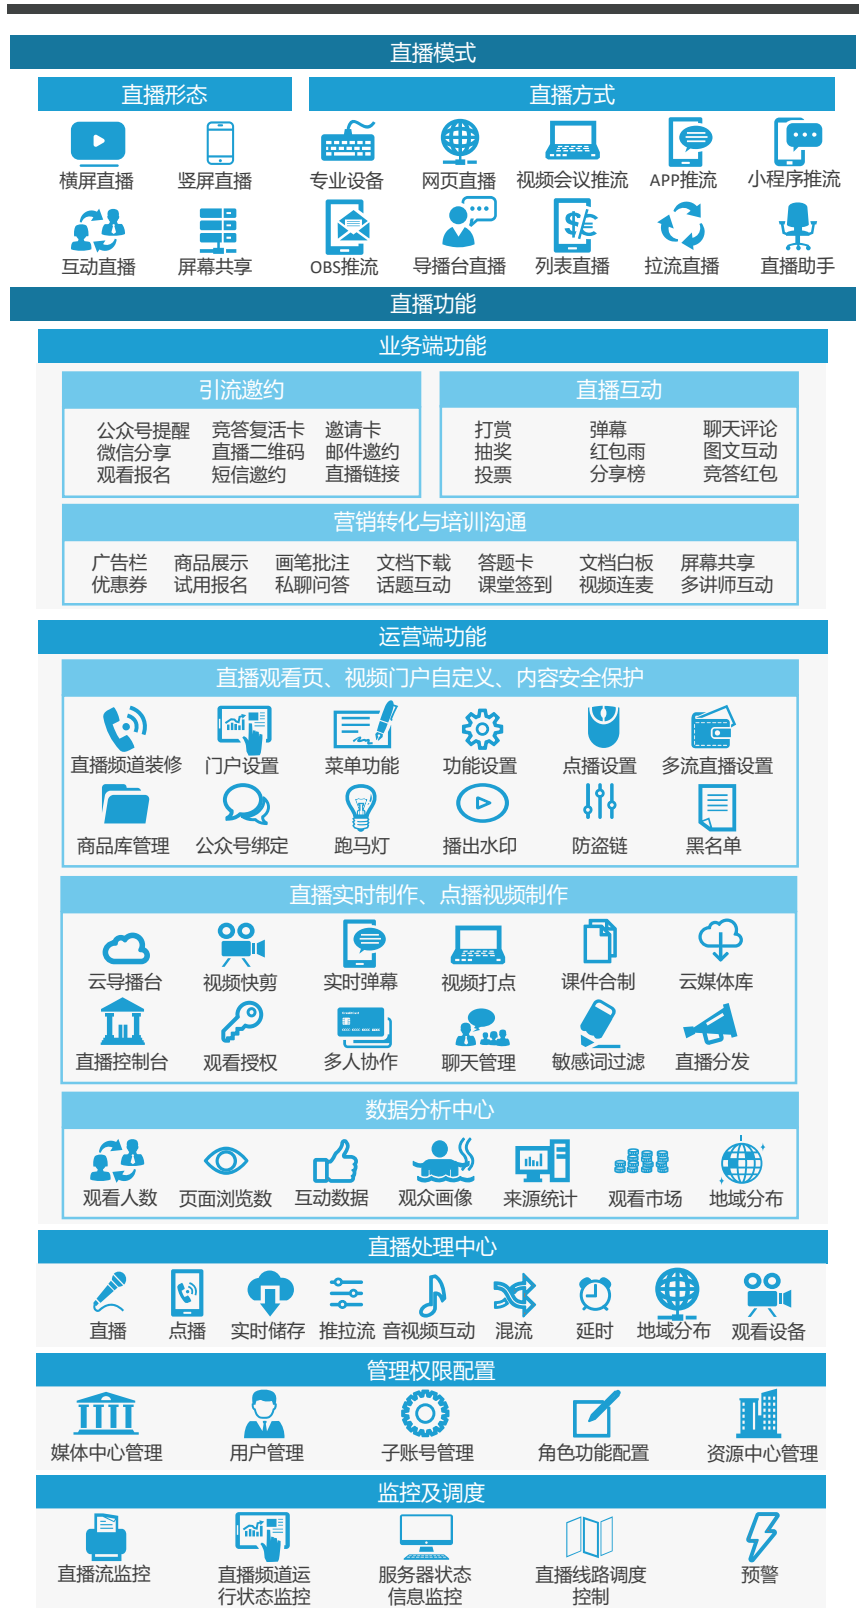 直播模式
直播形态
直播方式
横屏直播 竖屏直播 专业设备 网页直播 视频会议推流 APP推流 小程序推流
互动直播 屏幕共享 OBS推流 导播台直播 列表直播 拉流直播 直播助手
直播功能
业务端功能
引流邀约
公众号提醒 竞答复活卡 邀请卡
微信分享 直播二维码 邮件邀约
观看报名 短信邀约 直播链接
直播互动
打赏 弹幕 聊天评论
抽奖 红包雨 图文互动
投票 分享榜 竞答红包
营销转化与培训沟通
广告栏 商品展示 画笔批注 文档下载 答题卡 文档白板 屏幕共享
优惠券 试用报名 私聊问答 话题互动 课堂签到 视频连麦 多讲师互动
运营端功能
直播观看页、视频门户自定义、内容安全保护
直播频道装修 门户设置 菜单功能 功能设置 点播设置 多流直播设置
商品库管理 公众号绑定 跑马灯 播出水印 防盗链 黑名单
直播实时制作、点播视频制作
云导播台 视频快剪 实时弹幕 视频打点 课件合制 云媒体库
直播控制台 观看授权 多人协作 聊天管理 敏感词过滤 直播分发
数据分析中心
观看人数 页面浏览数 互动数据 观众画像 来源统计 观看市场 地域分布
直播处理中心
直播 点播 实时储存 推拉流 音视频互动 混流 延时 地域分布 观看设备
管理权限配置
媒体中心管理 用户管理 子账号管理 角色功能配置 资源中心管理
监控及调度
直播流监控 直播频道运 服务器状态 直播线路调度 预警
行状态监控 信息监控 控制